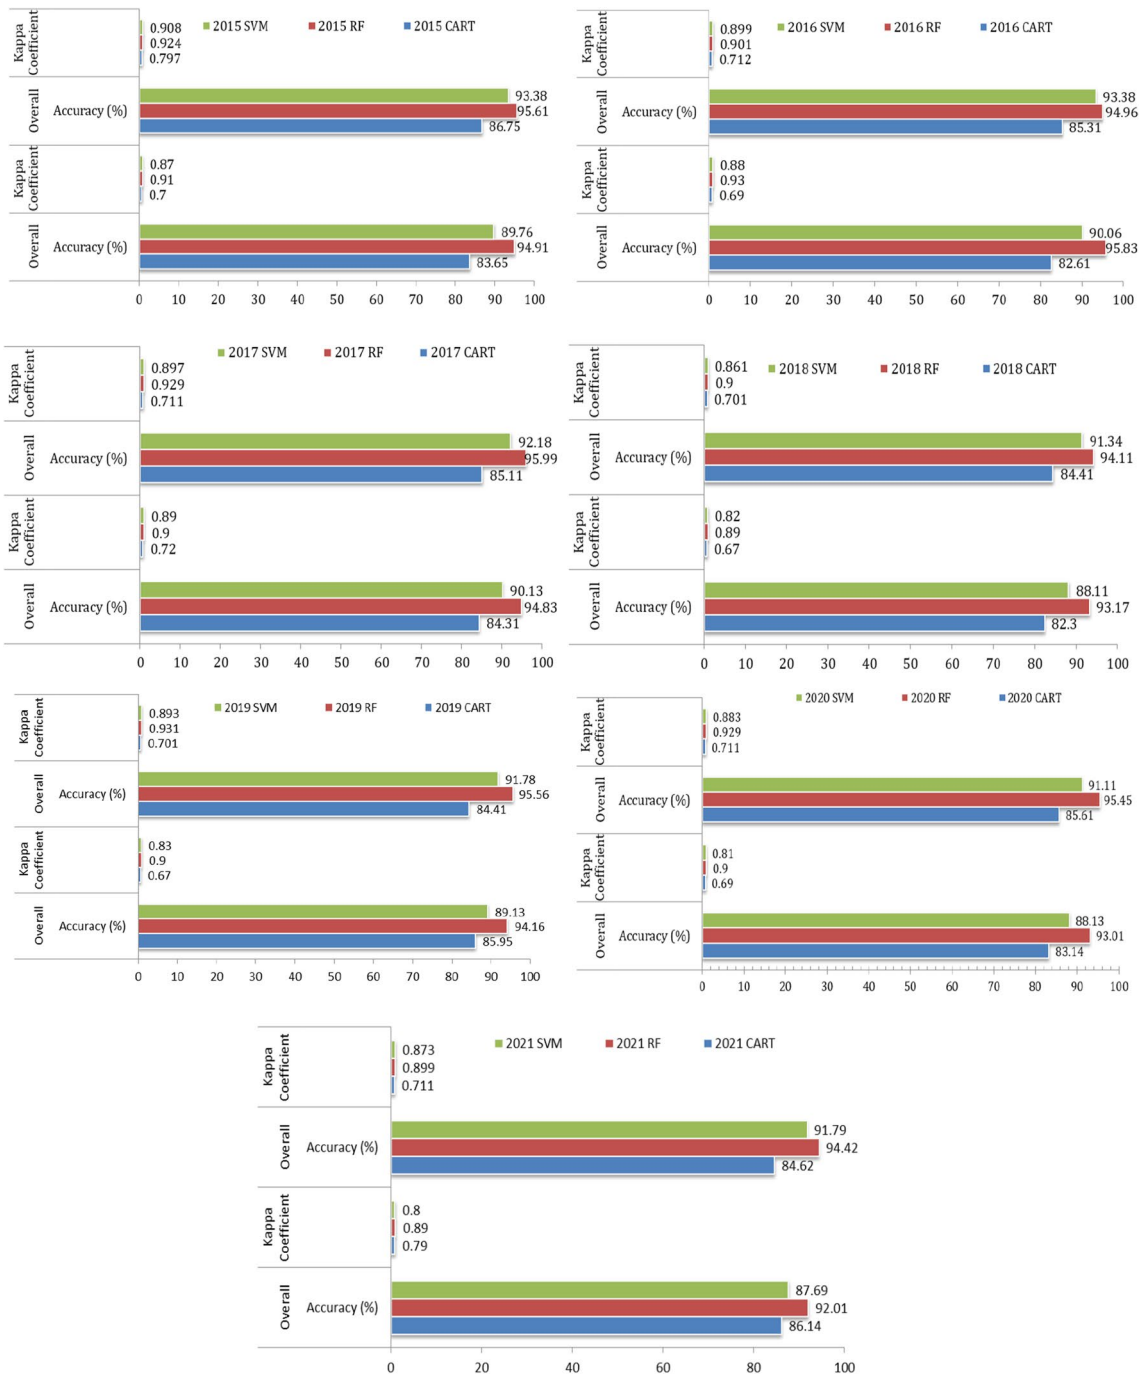 2015 SVM 2015 RF 2015 CART
Kappa
Coefficient
0.908
0.924
0.797
Overall
Accuracy (%)
93.38
95.61
86.75
Kappa
Coefficient
0.87
0.91
0.7
Overall
Accuracy (%)
89.76
94.91
83.65
0 10 20 30 40 50 60 70 80 90 100
2016 SVM 2016 RF 2016 CART
Kappa
Coefficient
0.899
0.901
0.712
Overall
Accuracy (%)
93.38
94.96
85.31
Kappa
Coefficient
0.88
0.93
0.69
Overall
Accuracy (%)
90.06
95.83
82.61
0 10 20 30 40 50 60 70 80 90 100
2017 SVM 2017 RF 2017 CART
Kappa
Coefficient
0.897
0.929
0.711
Overall
Accuracy (%)
92.18
95.99
85.11
Kappa
Coefficient
0.89
0.9
0.72
Overall
Accuracy (%)
90.13
94.83
84.31
0 10 20 30 40 50 60 70 80 90 100
2018 SVM 2018 RF 2018 CART
Kappa
Coefficient
0.861
0.9
0.701
Overall
Accuracy (%)
91.34
94.11
84.41
Kappa
Coefficient
0.82
0.89
0.67
Overall
Accuracy (%)
88.11
93.17
82.3
0 10 20 30 40 50 60 70 80 90 100
2019 SVM 2019 RF 2019 CART
Kappa
Coefficient
0.893
0.931
0.701
Overall
Accuracy (%)
91.78
95.56
84.41
Kappa
Coefficient
0.83
0.9
0.67
Overall
Accuracy (%)
89.13
94.16
85.95
0 10 20 30 40 50 60 70 80 90 100
2020 SVM 2020 RF 2020 CART
Kappa
Coefficient
0.883
0.929
0.711
Overall
Accuracy (%)
91.11
95.45
85.61
Kappa
Coefficient
0.81
0.9
0.69
Overall
Accuracy (%)
88.13
93.01
83.14
0 10 20 30 40 50 60 70 80 90 100
2021 SVM 2021 RF 2021 CART
Kappa
Coefficient
0.873
0.899
0.711
Overall
Accuracy (%)
91.79
94.42
84.62
Kappa
Coefficient
0.8
0.89
0.79
Overall
Accuracy (%)
87.69
92.01
86.14
0 20 40 60 80 100